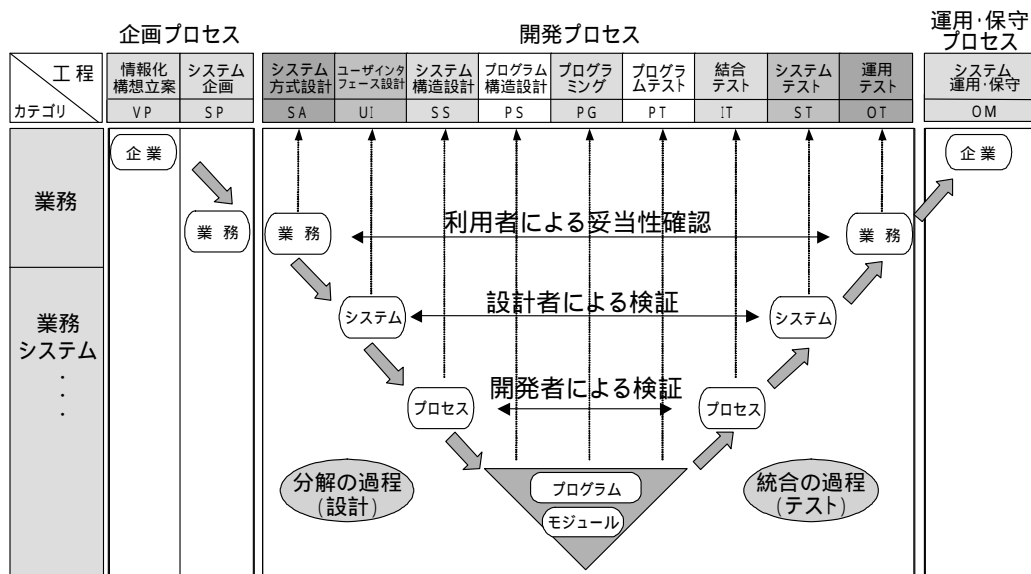 企画プロセス
開発プロセス
運用・保守
プロセス
工程
カテゴリ
情報化
構想立案
システム
企画
システム
方式設計
ユーザインタ
フェース設計
システム
構造設計
プログラム
構造設計
プログラ
ミング
プログラ
ムテスト
結合
テスト
システム
テスト
運用
テスト
システム
運用・保守
VP
SP
SA
UI
SS
PS
PG
PT
IT
ST
OT
OM
企業
企業
業務
業務
業務
利用者による妥当性確認
業務
業務
システム
・
・
・
システム
設計者による検証
システム
プロセス
開発者による検証
プロセス
分解の過程
(設計)
プログラム
モジュール
統合の過程
(テスト)